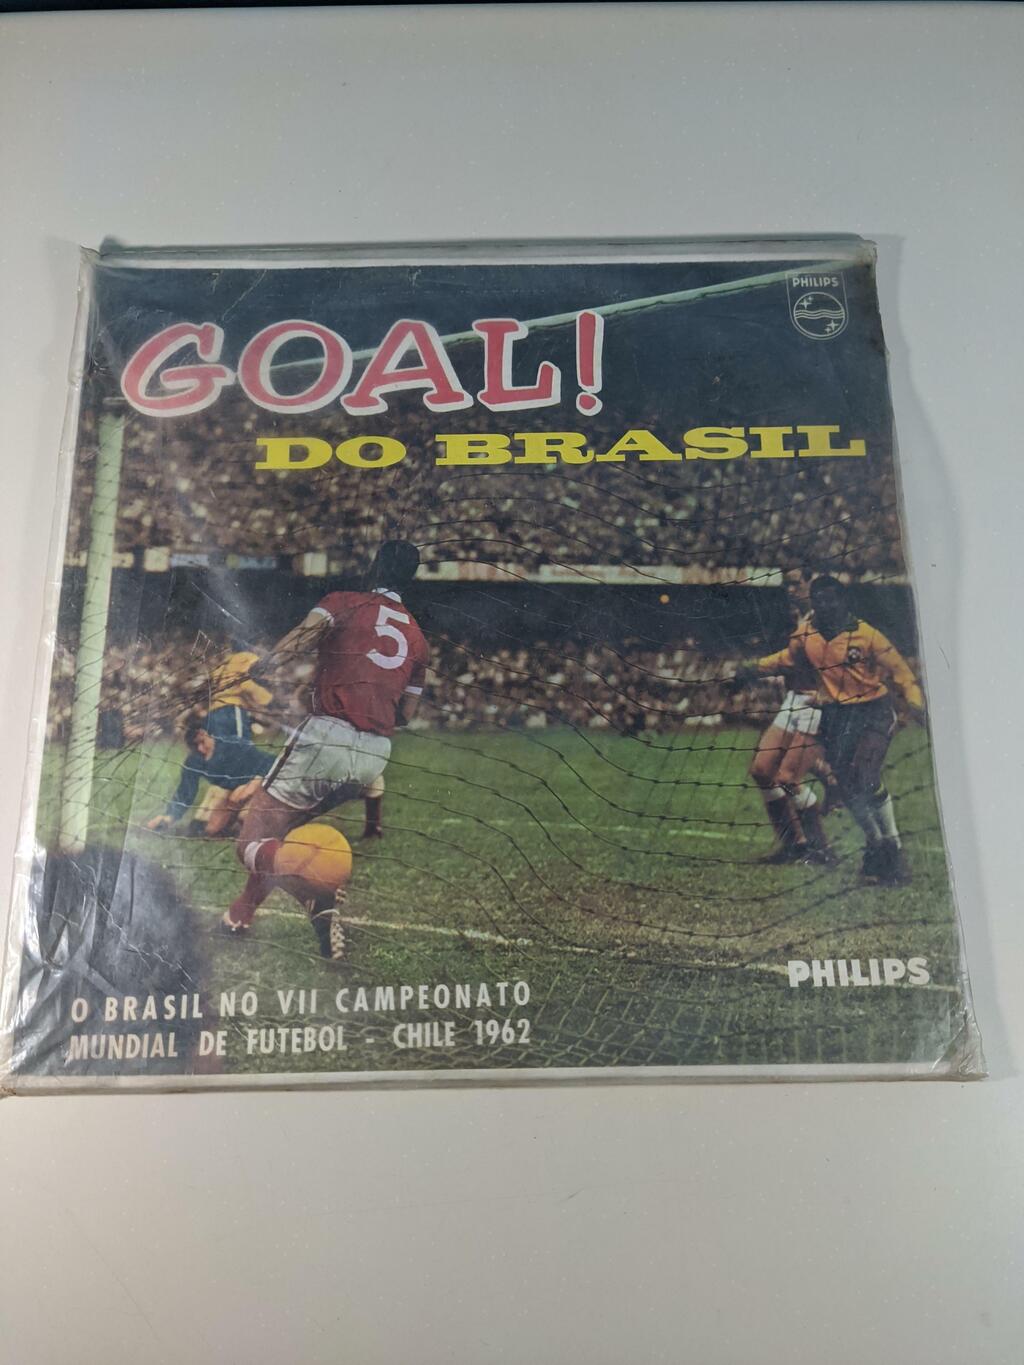 PHILIPS
GOAL!
DO BRASIL
5
PHILIPS
O BRASIL NO VII CAMPEONATO
MUNDIAL DE FUTEBOL - CHILE 1962